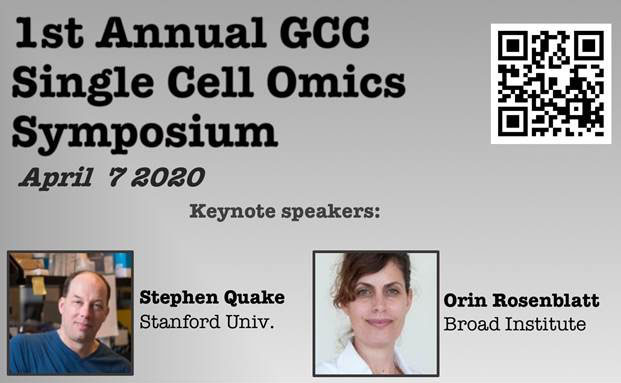 1st Annual GCC
Single Cell Omics
Symposium
April 7 2020
Keynote speakers:
Stephen Quake
Stanford Univ.
Orin Rosenblatt
Broad Institute